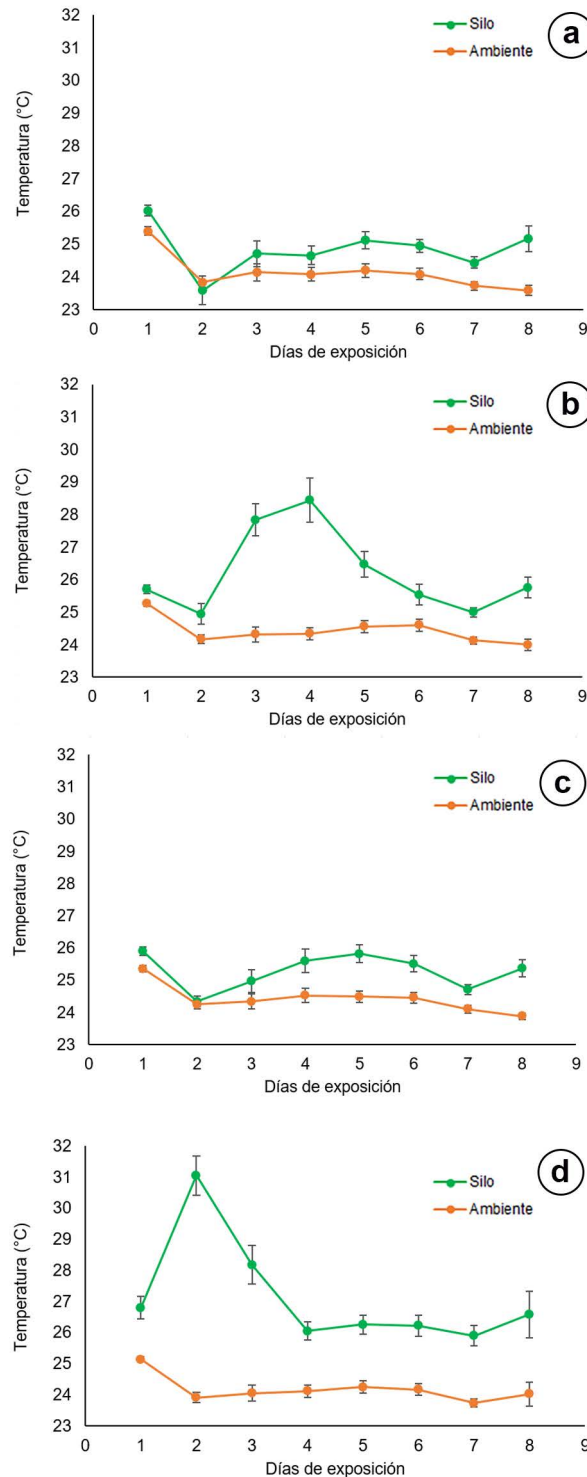 a
Silo
Ambiente
32
31
30
29
28
27
26
25
24
23
Temperatura (°C)
0 1 2 3 4 5 6 7 8 9
Días de exposición
b
Silo
Ambiente
32
31
30
29
28
27
26
25
24
23
Temperatura (°C)
0 1 2 3 4 5 6 7 8 9
Días de exposición
c
Silo
Ambiente
32
31
30
29
28
27
26
25
24
23
Temperatura (°C)
0 1 2 3 4 5 6 7 8 9
Días de exposición
d
Silo
Ambiente
32
31
30
29
28
27
26
25
24
23
Temperatura (°C)
0 1 2 3 4 5 6 7 8 9
Días de exposición